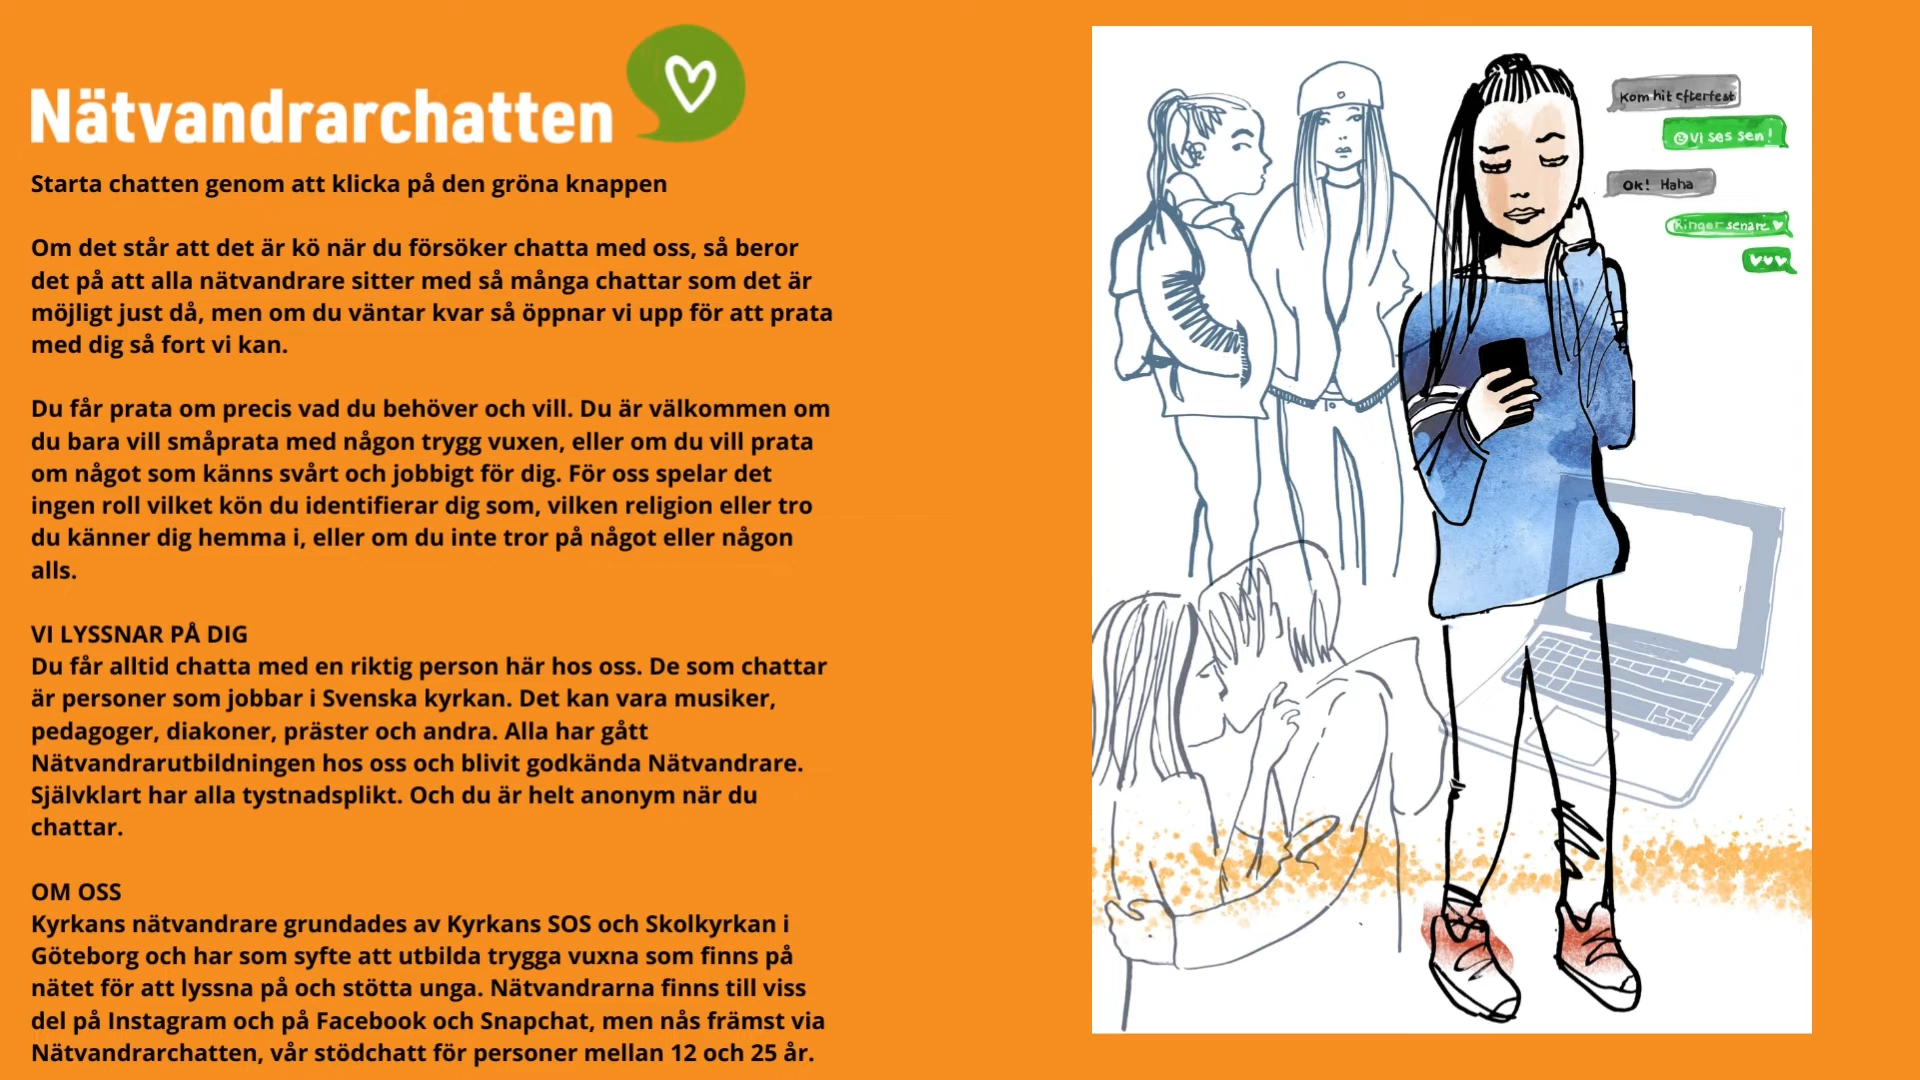 Nätvandrarchatten
Starta chatten genom att klicka på den gröna knappen
Om det står att det är kö när du försöker chatta med oss, så beror
det på att alla nätvandrare sitter med så många chattar som det är
möjligt just då, men om du väntar kvar så öppnar vi upp för att prata
med dig så fort vi kan.
Du får prata om precis vad du behöver och vill. Du är välkommen om
du bara vill småprata med någon trygg vuxen, eller om du vill prata
om något som känns svårt och jobbigt för dig. För oss spelar det
ingen roll vilket kön du identifierar dig som, vilken religion eller tro
du känner dig hemma i, eller om du inte tror på något eller någon
alls.
VI LYSSNAR PÅ DIG
Du får alltid chatta med en riktig person här hos oss. De som chattar
är personer som jobbar i Svenska kyrkan. Det kan vara musiker,
pedagoger, diakoner, präster och andra. Alla har gått
Nätvandrarutbildningen hos oss och blivit godkända Nätvandrare.
Självklart har alla tystnadsplikt. Och du är helt anonym när du
chattar.
OM OSS
Kyrkans nätvandrare grundades av Kyrkans SOS och Skolkyrkan i
Göteborg och har som syfte att utbilda trygga vuxna som finns på
nätet för att lyssna på och stötta unga. Nätvandrarna finns till viss
del på Instagram och på Facebook och Snapchat, men nås främst via
Nätvandrarchatten, vår stödchatt för personer mellan 12 och 25 år.
Kom hit efterfest
Vi ses sen!
OK! Haha
Ringer senare